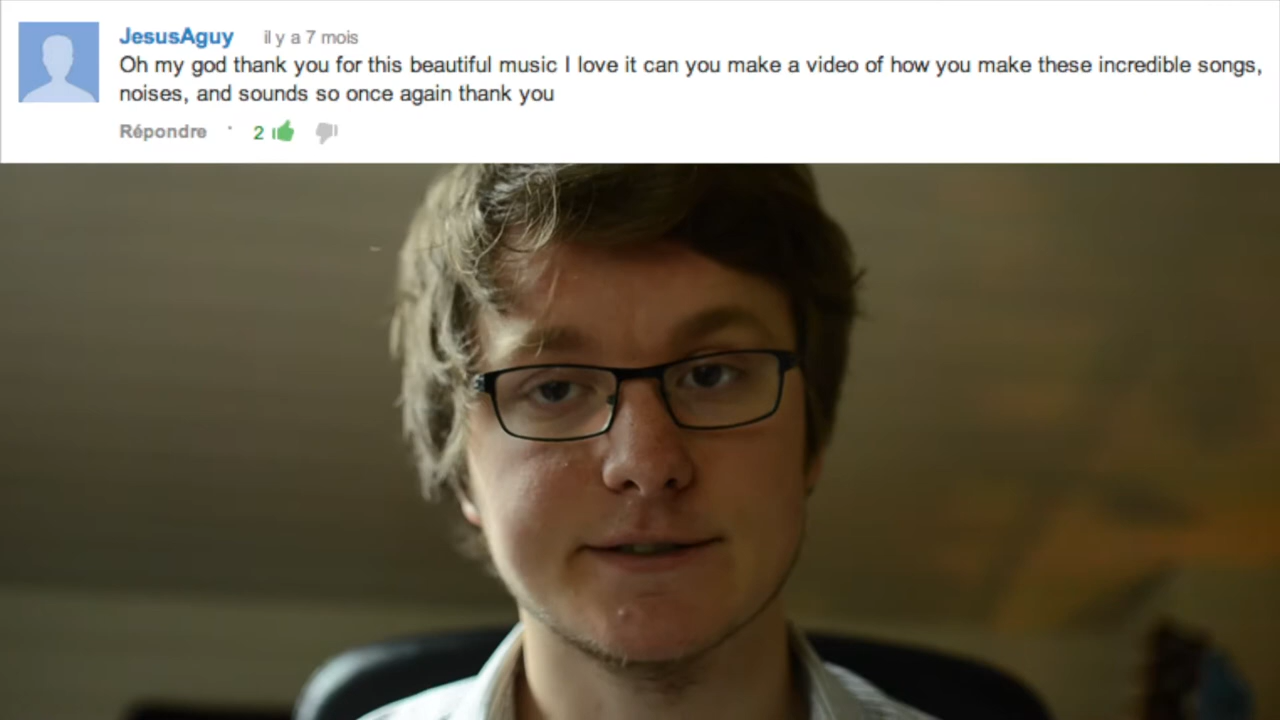 JesusAguy il y a 7 mois
Oh my god thank you for this beautiful music I love it can you make a video of how you make these incredible songs,
noises, and sounds so once again thank you
Répondre · 2